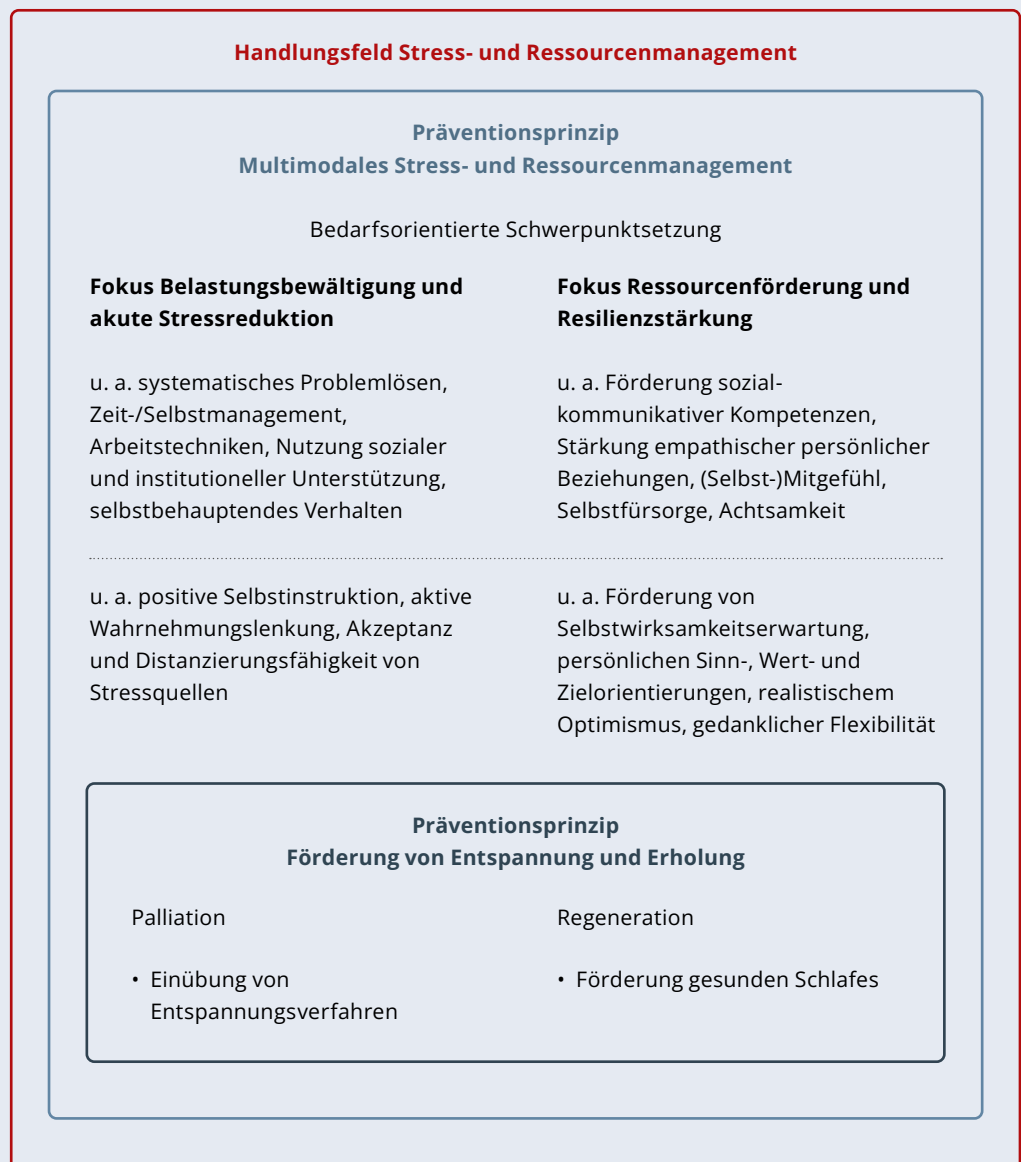 Handlungsfeld Stress- und Ressourcenmanagement
Präventionsprinzip
Multimodales Stress- und Ressourcenmanagement
Bedarfsorientierte Schwerpunktsetzung
Fokus Belastungsbewältigung und
akute Stressreduktion
u. a. systematisches Problemlösen,
Zeit-/Selbstmanagement,
Arbeitstechniken, Nutzung sozialer
und institutioneller Unterstützung,
selbstbehauptendes Verhalten
u. a. positive Selbstinstruktion, aktive
Wahrnehmungslenkung, Akzeptanz
und Distanzierungsfähigkeit von
Stressquellen
Fokus Ressourcenförderung und
Resilienzstärkung
u. a. Förderung sozial-
kommunikativer Kompetenzen,
Stärkung empathischer persönlicher
Beziehungen, (Selbst-)Mitgefühl,
Selbstfürsorge, Achtsamkeit
u. a. Förderung von
Selbstwirksamkeitserwartung,
persönlichen Sinn-, Wert- und
Zielorientierungen, realistischem
Optimismus, gedanklicher Flexibilität
Präventionsprinzip
Förderung von Entspannung und Erholung
Palliation
• Einübung von
Entspannungsverfahren
Regeneration
• Förderung gesunden Schlafes